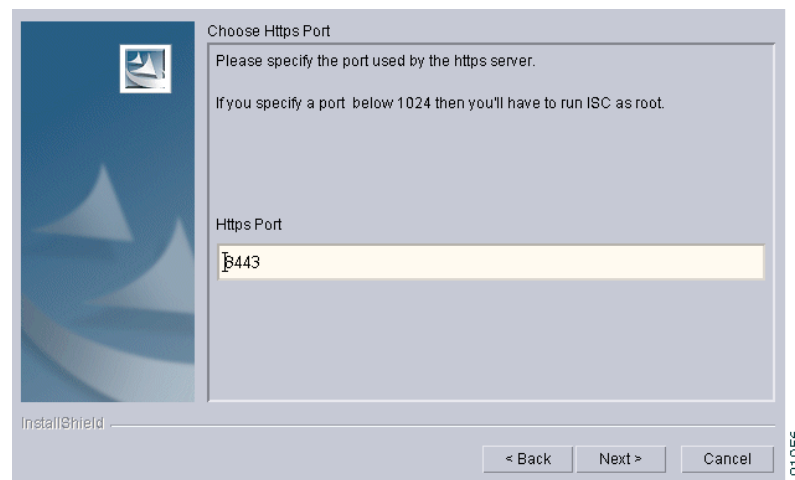 Choose Https Port
Please specify the port used by the https server.
If you specify a port below 1024 then you'll have to run ISC as root.
Https Port
8443
InstallShield
< Back
Next >
Cancel